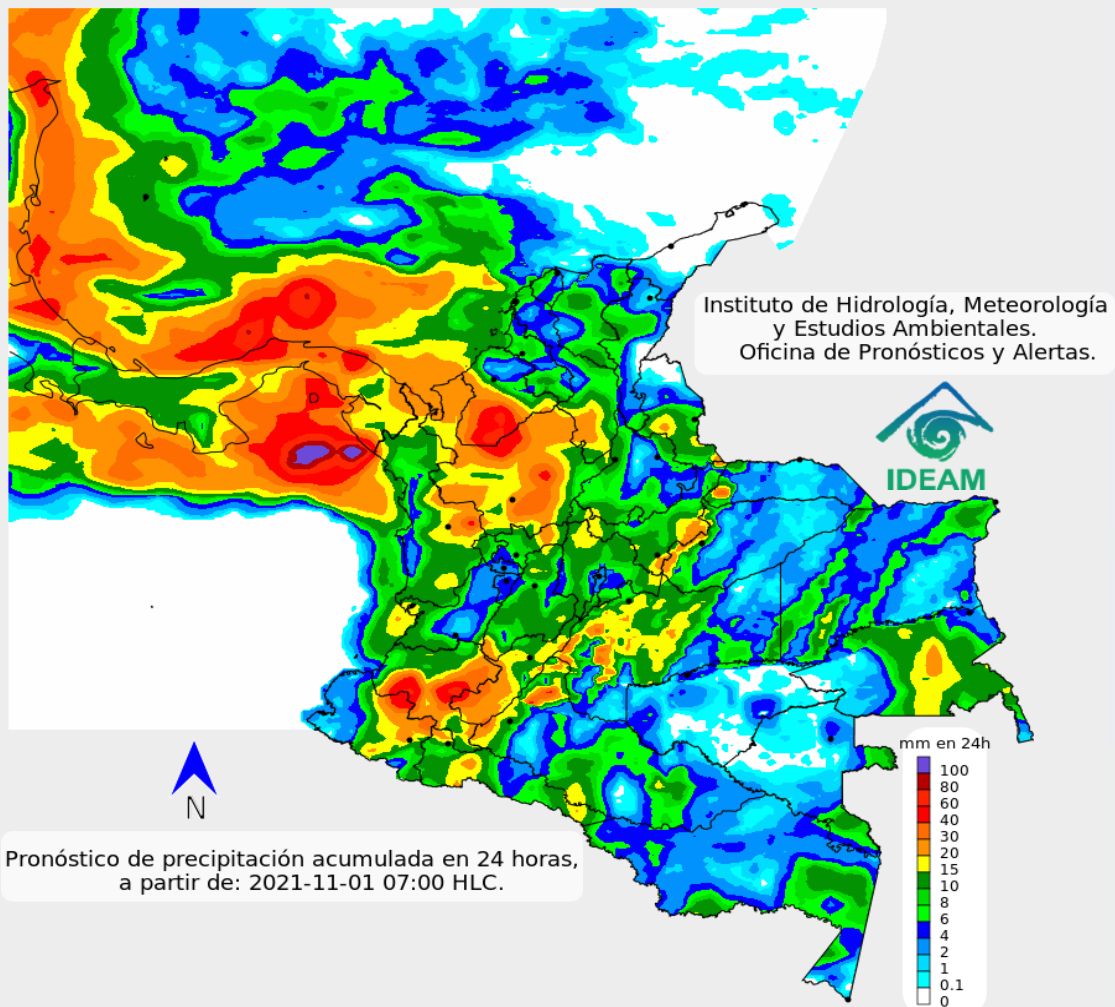 Instituto de Hidrología, Meteorología
y Estudios Ambientales.
Oficina de Pronósticos y Alertas.
IDEAM
mm en 24h
100
80
60
40
30
20
15
10
8
6
4
2
1
0.1
0
N
Pronóstico de precipitación acumulada en 24 horas,
a partir de: 2021-11-01 07:00 HLC.